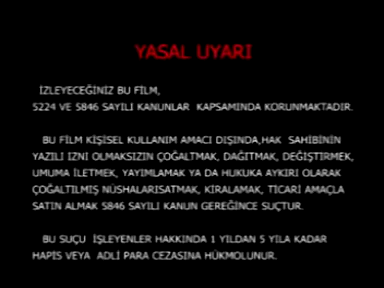 YASAL UYARI
İZLEYECEĞİNİZ BU FİLM,
5224 VE 5846 SAYILI KANUNLAR KAPSAMINDA KORUNMAKTADIR.
BU FİLM KİŞİSEL KULLANIM AMACI DIŞINDA,HAK SAHİBİNİN
YAZILI IZNI OLMAKSIZIN ÇOĞALTMAK, DAĞITMAK, DEĞİŞTİRMEK,
UMUMA İLETMEK, YAYIMLAMAK YA DA HUKUKA AYKIRI OLARAK
ÇOĞALTILMIŞ NÜSHALARISATMAK, KİRALAMAK, TİCARİ AMAÇLA
SATIN ALMAK 5846 SAYILI KANUN GEREĞİNCE SUÇTUR.
BU SUÇU İŞLEYENLER HAKKINDA 1 YILDAN 5 YILA KADAR
HAPİS VEYA ADLİ PARA CEZASINA HÜKMOLUNUR.